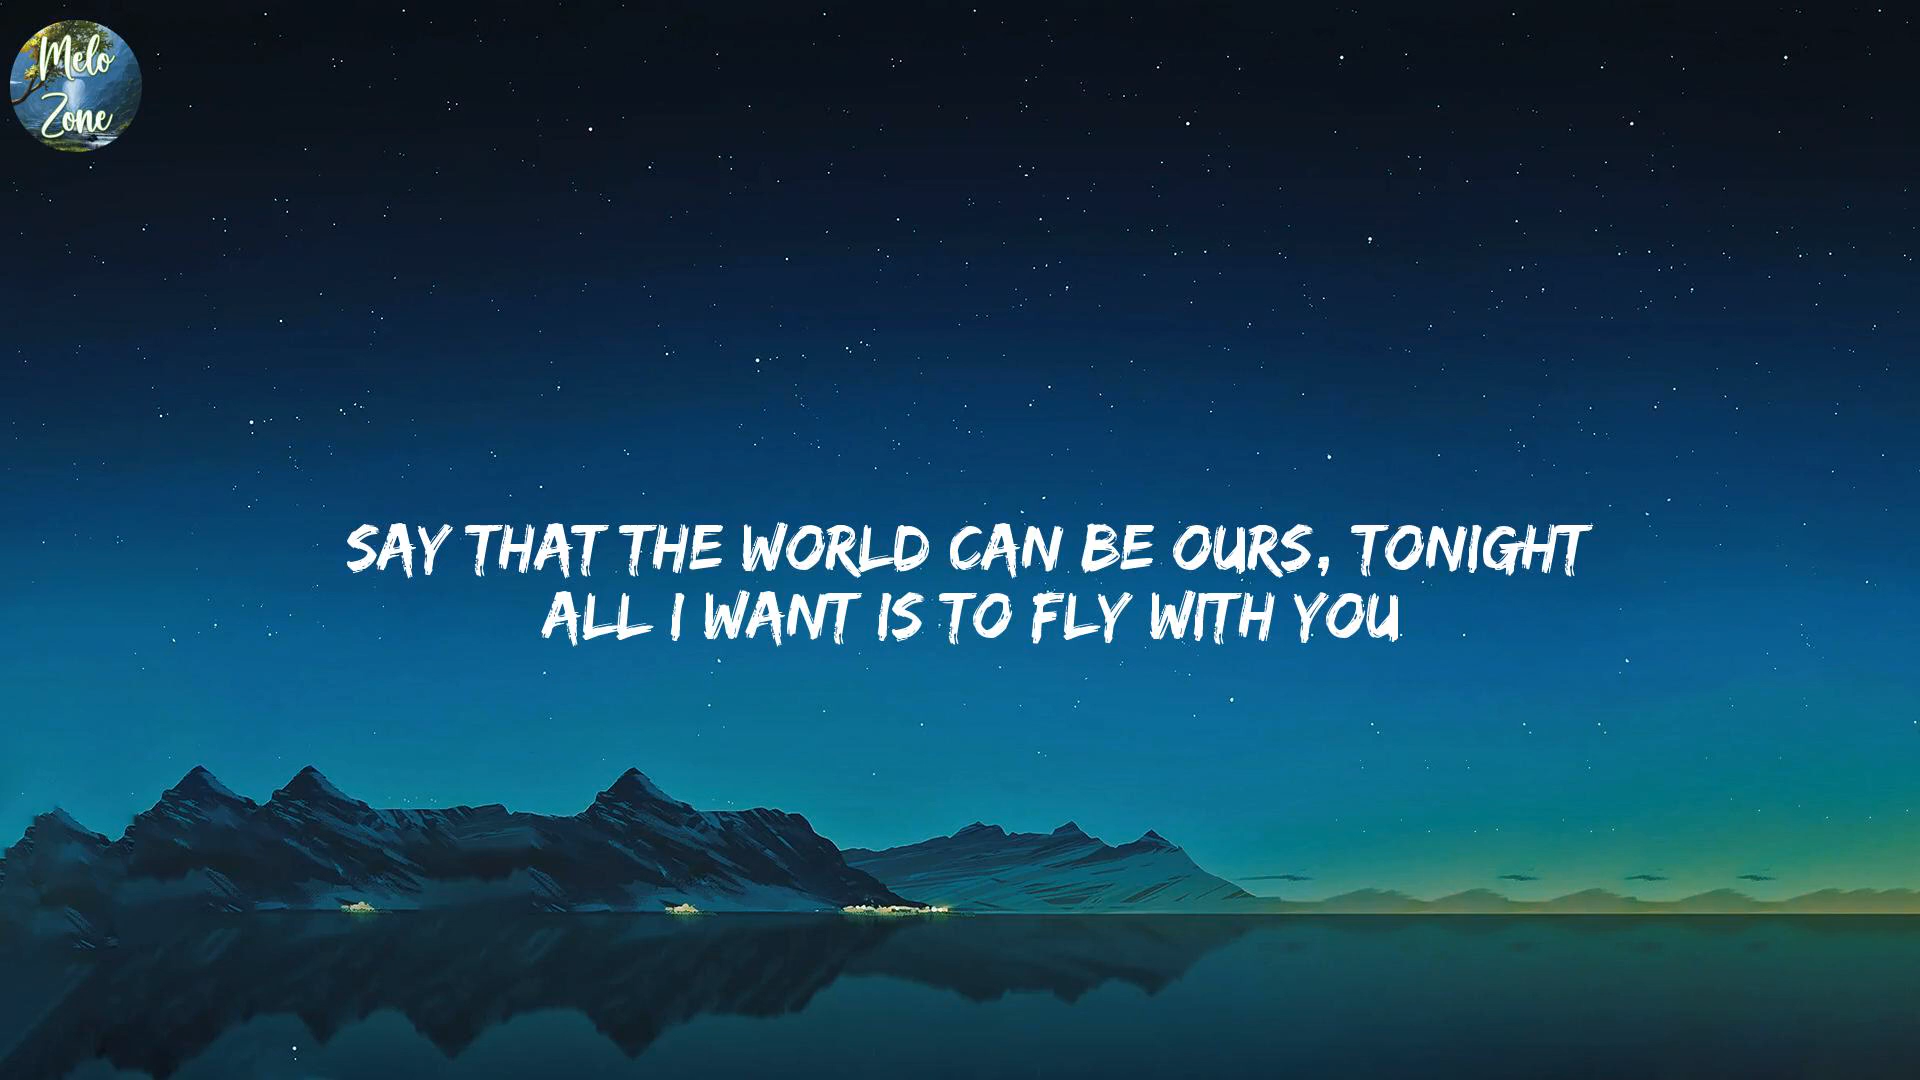 Melo
Zone
SAY THAT THE WORLD CAN BE OURS, TONIGHT
ALL I WANT IS TO FLY WITH YOU